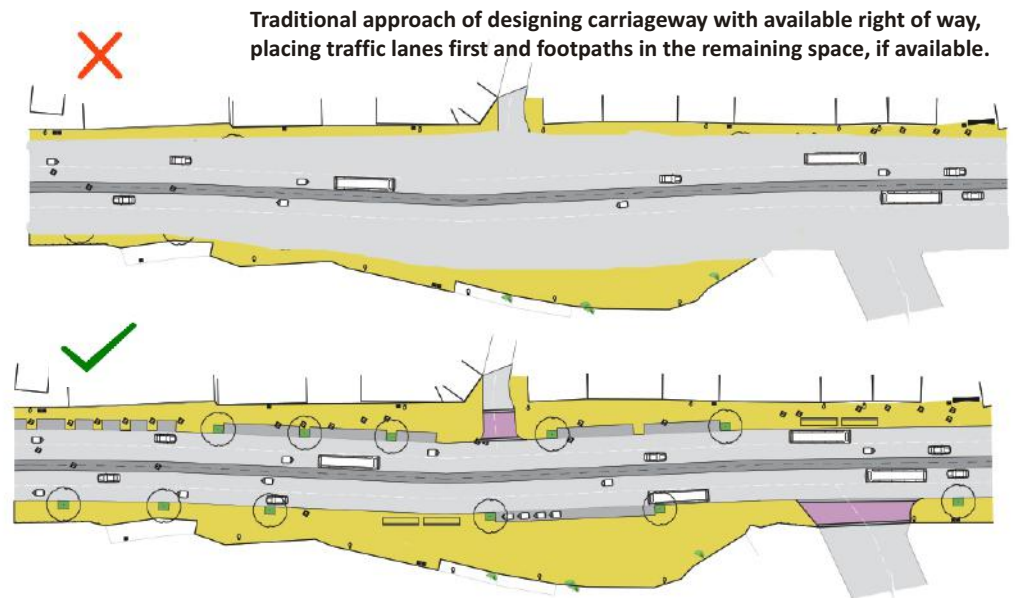 Traditional approach of designing carriageway with available right of way,
placing traffic lanes first and footpaths in the remaining space, if available.